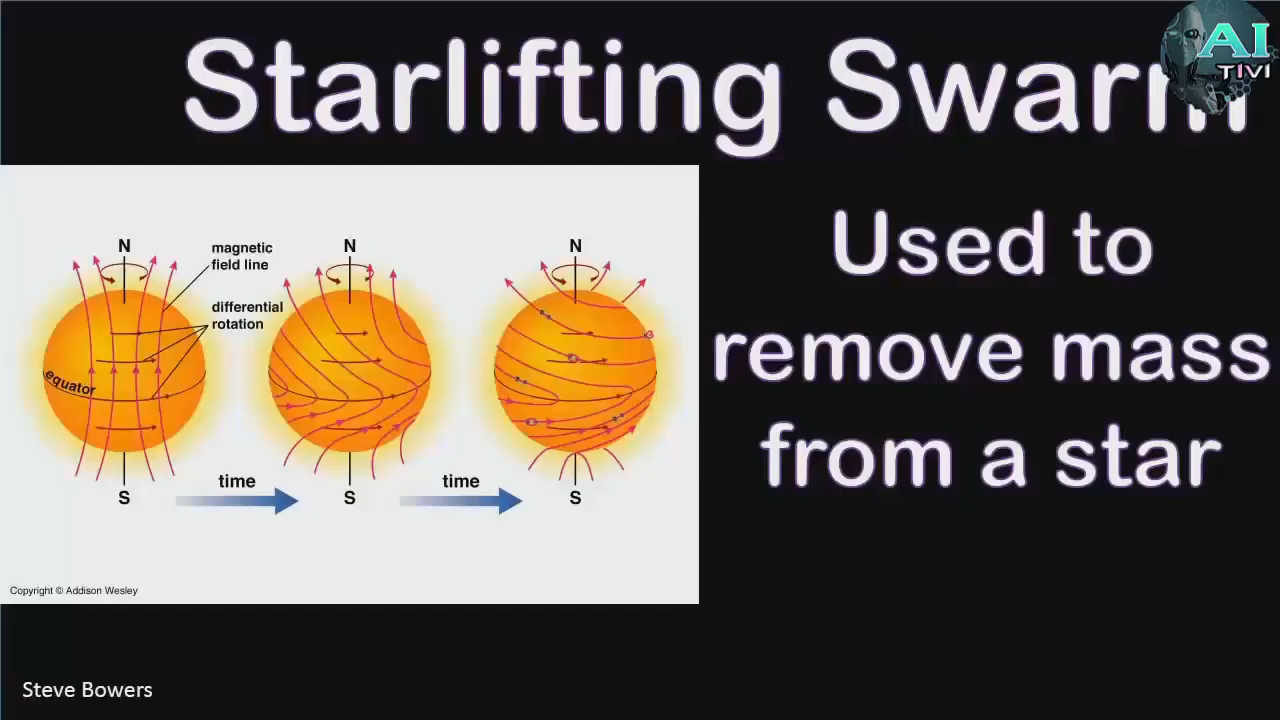 Starlifting Swarm
AI
TIVI
Used to
remove mass
from a star
N
magnetic
field line
differential
rotation
equator
S
time
N
S
time
N
S
Copyright © Addison Wesley
Steve Bowers